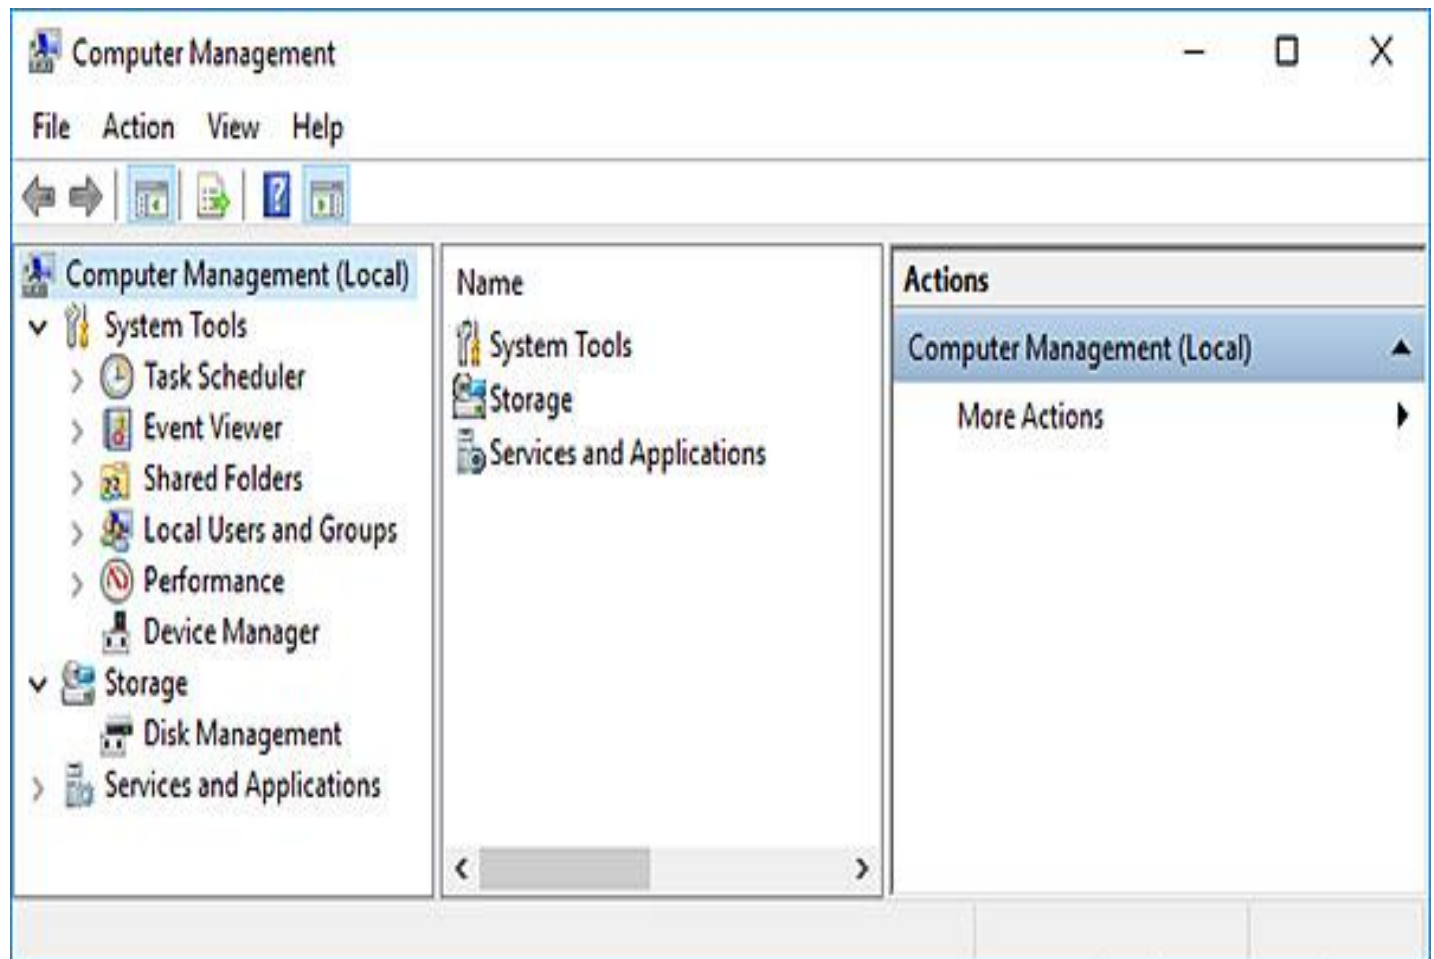 Computer Management
File Action View Help
Computer Management (Local)
System Tools
Task Scheduler
Event Viewer
Shared Folders
Local Users and Groups
Performance
Device Manager
Storage
Disk Management
Services and Applications
Name
System Tools
Storage
Services and Applications
Actions
Computer Management (Local)
More Actions